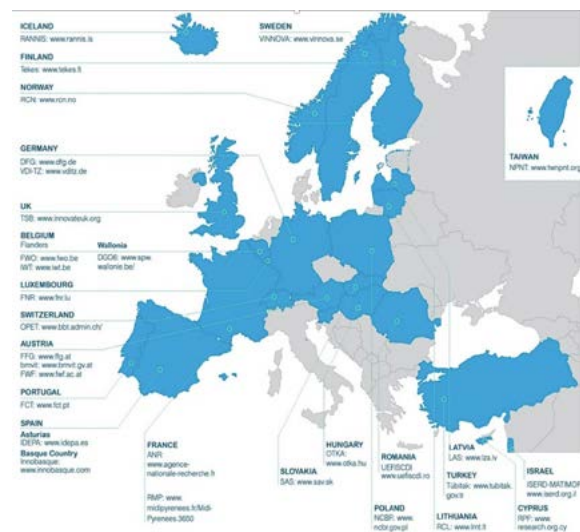 ICELAND
RANNIS: www.rannis.is
SWEDEN
VINNOVA: www.vinnova.se
FINLAND
Tekes: www.tekes.fi
NORWAY
RCN: www.rcn.no
GERMANY
DFG: www.dfg.de
VDI-TZ: www.vditz.de
TAIWAN
NPNT: www.twnpnt.org
UK
TSB: www.innovateuk.org
BELGIUM
Flanders
FWO: www.fwo.be
IWT: www.iwt.be
Wallonia
DGO6: www.spw.
wallonie.be/
LUXEMBOURG
FNR: www.fnr.lu
SWITZERLAND
OPET: www.bbt.admin.ch/
AUSTRIA
FFG: www.ffg.at
bmvit: www.bmvit.gv.at
FWF: www.fwf.ac.at
PORTUGAL
FCT: www.fct.pt
SPAIN
Asturias
IDEPA: www.idepa.es
Basque Country
Innobasque:
www.innobasque.com
FRANCE
ANR
www.agence-
nationale-recherche.fr
RMP: www.
midipyrenees.fr/Midi-
Pyrenees.3650
SLOVAKIA
SAS: www.sav.sk
HUNGARY
OTKA:
www.otka.hu
POLAND
NCBR: www.
ncbr.gov.pl
ROMANIA
UEFISCDI
www.uefiscdi.ro
LATVIA
LAS: www.lzs.lv
TURKEY
Tübitak: www.tubitak.
gov.tr
LITHUANIA
RCL: www.lmt.lt
ISRAEL
ISERD-MATIMOP
www.iserd.org.il
CYPRUS
RPF: www.
research.org.cy